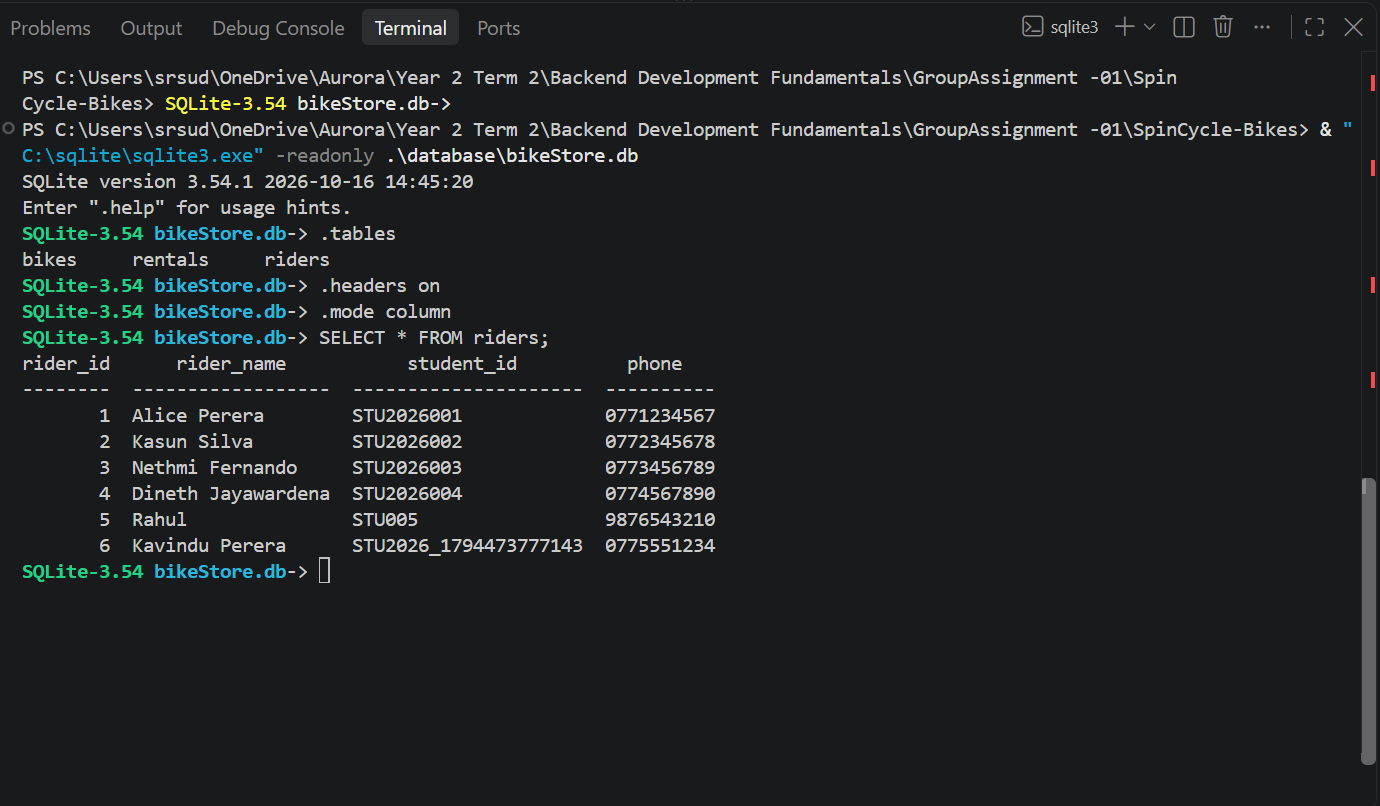 Problems Output Debug Console Terminal Ports sqlite3
PS C:\Users\srsud\OneDrive\Aurora\Year 2 Term 2\Backend Development Fundamentals\GroupAssignment -01\Spin
Cycle-Bikes> SQLite-3.54 bikeStore.db->
PS C:\Users\srsud\OneDrive\Aurora\Year 2 Term 2\Backend Development Fundamentals\GroupAssignment -01\SpinCycle-Bikes> & "
C:\sqlite\sqlite3.exe" -readonly .\database\bikeStore.db
SQLite version 3.54.1 2026-10-16 14:45:20
Enter ".help" for usage hints.
SQLite-3.54 bikeStore.db-> .tables
bikes     rentals     riders
SQLite-3.54 bikeStore.db-> .headers on
SQLite-3.54 bikeStore.db-> .mode column
SQLite-3.54 bikeStore.db-> SELECT * FROM riders;
rider_id      rider_name           student_id          phone
--------  ------------------  ---------------------  ----------
       1  Alice Perera        STU2026001             0771234567
       2  Kasun Silva         STU2026002             0772345678
       3  Nethmi Fernando     STU2026003             0773456789
       4  Dineth Jayawardena  STU2026004             0774567890
       5  Rahul               STU005                 9876543210
       6  Kavindu Perera      STU2026_1794473777143  0775551234
SQLite-3.54 bikeStore.db->